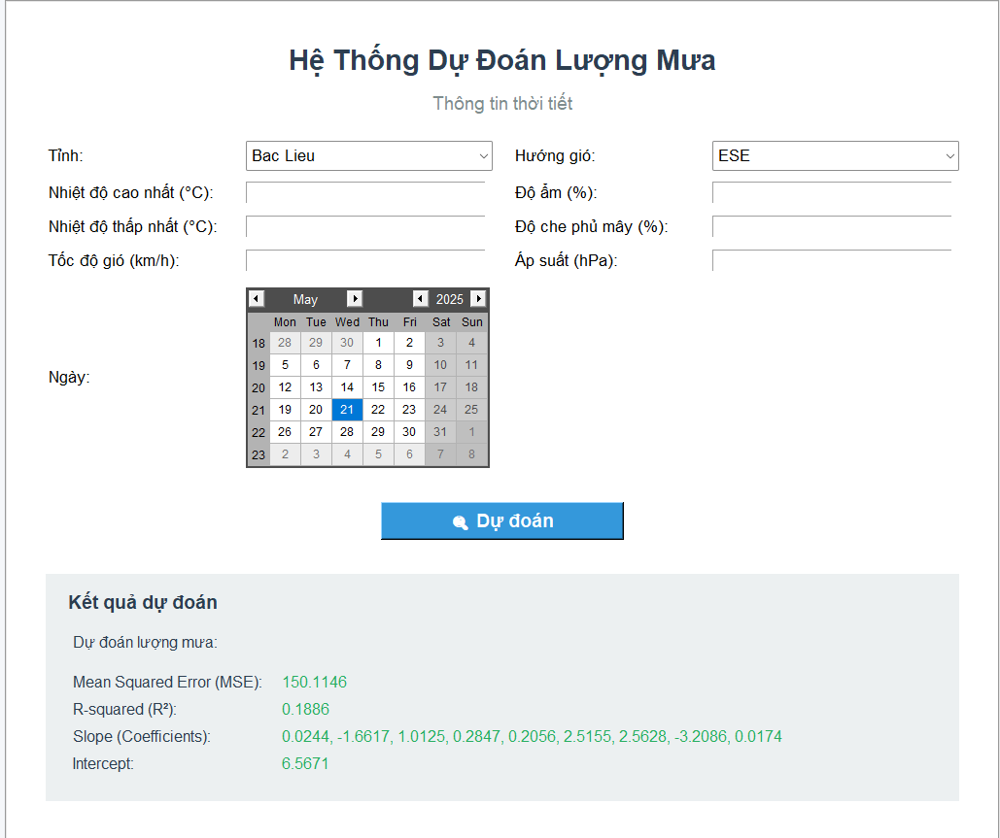 Hệ Thống Dự Đoán Lượng Mưa
Thông tin thời tiết
Tỉnh: Bac Lieu Hướng gió: ESE
Nhiệt độ cao nhất (°C): Độ ẩm (%):
Nhiệt độ thấp nhất (°C): Độ che phủ mây (%):
Tốc độ gió (km/h): Áp suất (hPa):
May 2025
Mon Tue Wed Thu Fri Sat Sun
18 28 29 30 1 2 3 4
19 5 6 7 8 9 10 11
Ngày:
20 12 13 14 15 16 17 18
21 19 20 21 22 23 24 25
22 26 27 28 29 30 31 1
23 2 3 4 5 6 7 8
Dự đoán
Kết quả dự đoán
Dự đoán lượng mưa:
Mean Squared Error (MSE): 150.1146
R-squared (R²): 0.1886
Slope (Coefficients): 0.0244, -1.6617, 1.0125, 0.2847, 0.2056, 2.5155, 2.5628, -3.2086, 0.0174
Intercept: 6.5671